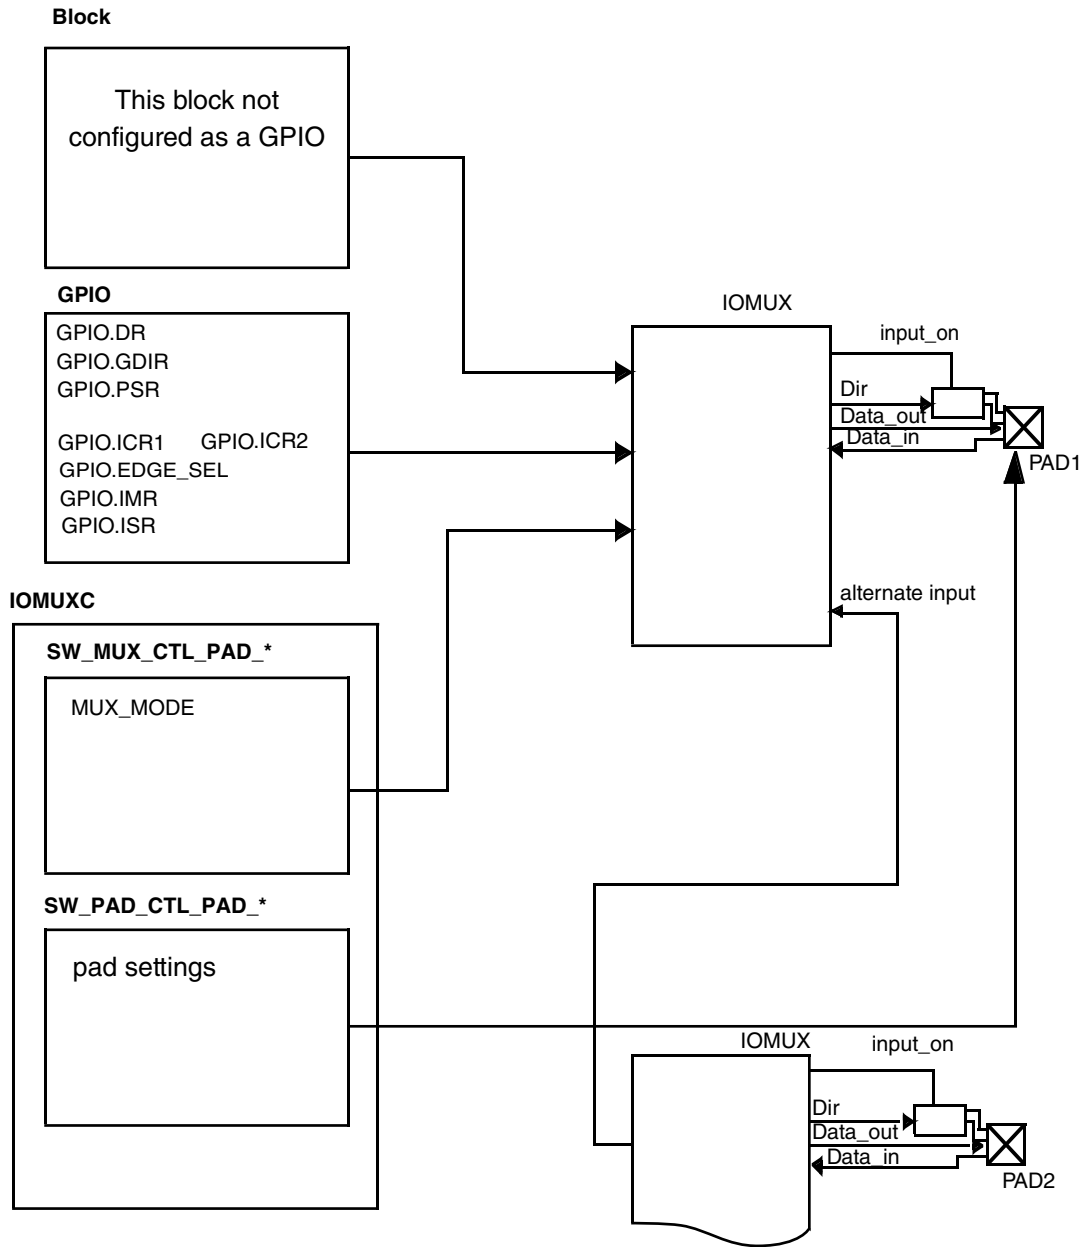 Block
This block not
configured as a GPIO
GPIO
GPIO.DR
GPIO.GDIR
GPIO.PSR
GPIO.ICR1 GPIO.ICR2
GPIO.EDGE_SEL
GPIO.IMR
GPIO.ISR
IOMUX
input_on
Dir
Data_out
Data_in
PAD1
alternate input
IOMUXC
SW_MUX_CTL_PAD_*
MUX_MODE
SW_PAD_CTL_PAD_*
pad settings
IOMUX
input_on
Dir
Data_out
Data_in
PAD2